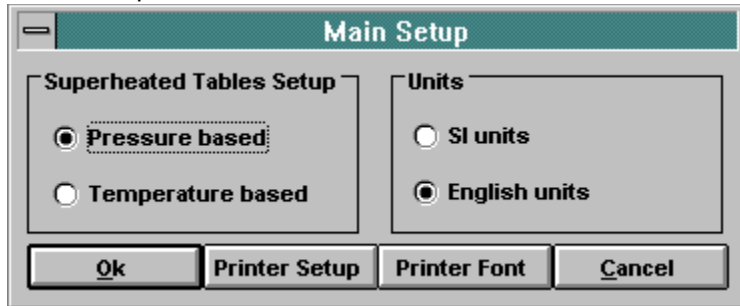 Main Setup
Superheated Tables Setup
Pressure based
Temperature based
Units
SI units
English units
Ok
Printer Setup
Printer Font
Cancel